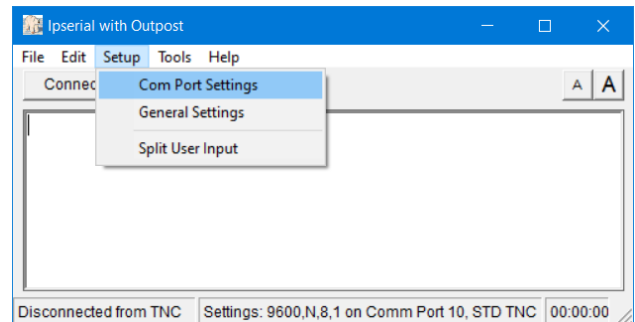 Ipserial with Outpost
File Edit Setup Tools Help
Connec
Com Port Settings
A A
General Settings
Split User Input
Disconnected from TNC Settings: 9600,N,8,1 on Comm Port 10, STD TNC 00:00:00